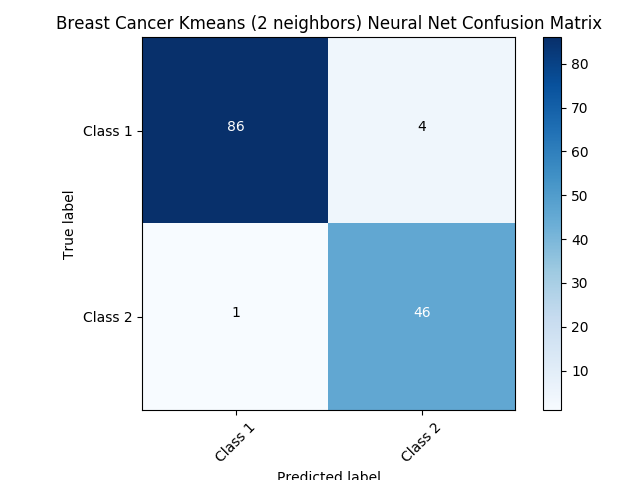 Breast Cancer Kmeans (2 neighbors) Neural Net Confusion Matrix
86
4
1
46
Class 1
Class 2
True label
Class 1
Class 2
Predicted label
80
70
60
50
40
30
20
10